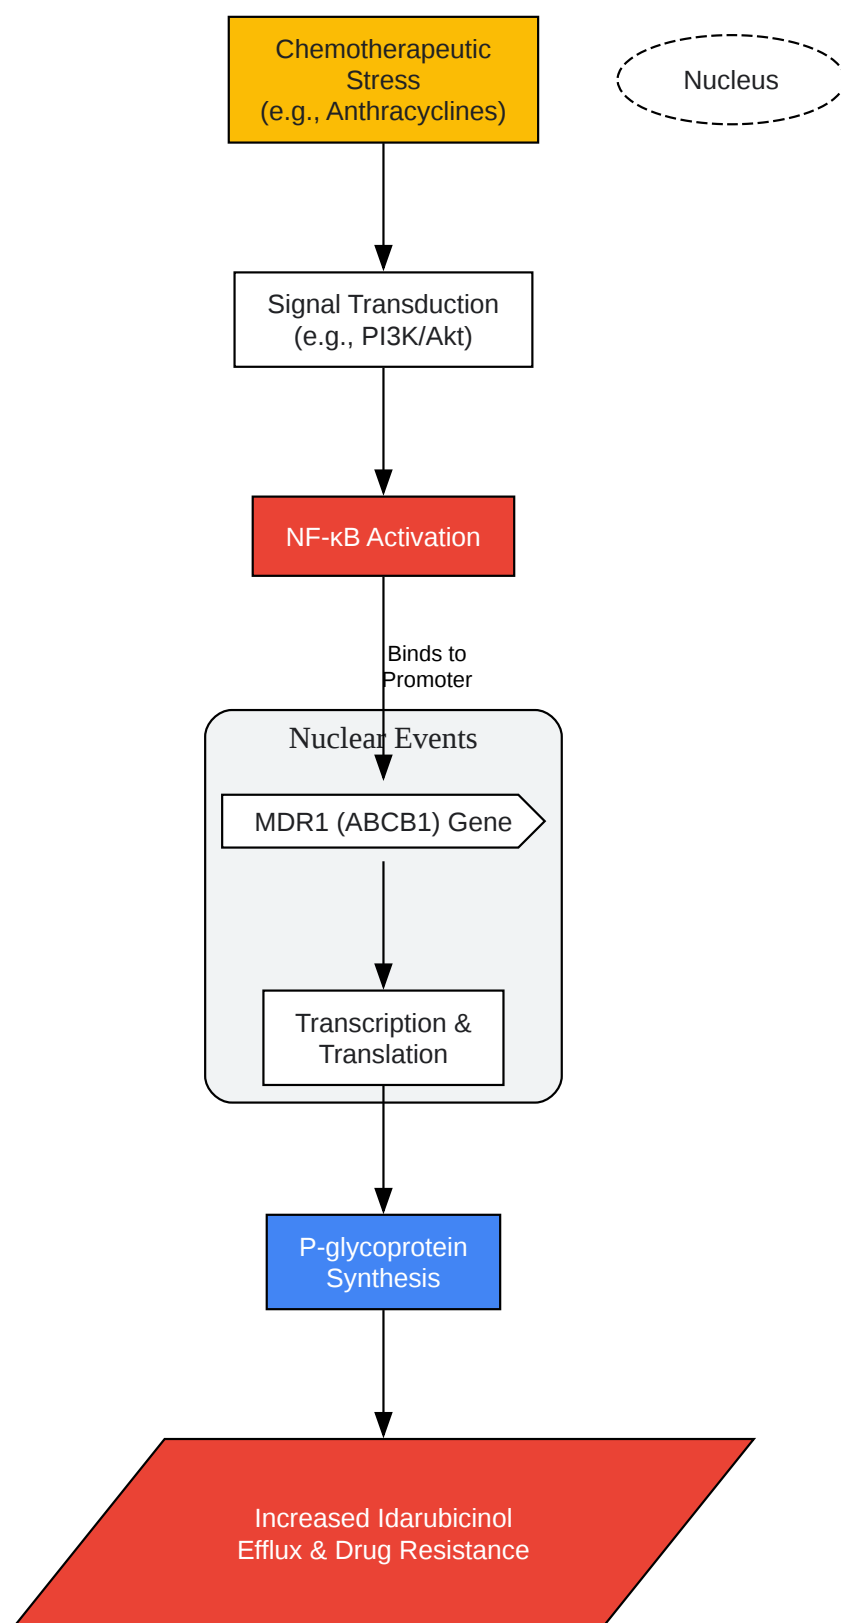 Chemotherapeutic
Stress
(e.g., Anthracyclines)
Nucleus
Signal Transduction
(e.g., PI3K/Akt)
NF-κB Activation
Binds to
Promoter
Nuclear Events
MDR1 (ABCB1) Gene
Transcription &
Translation
P-glycoprotein
Synthesis
Increased Idarubicinol
Efflux & Drug Resistance